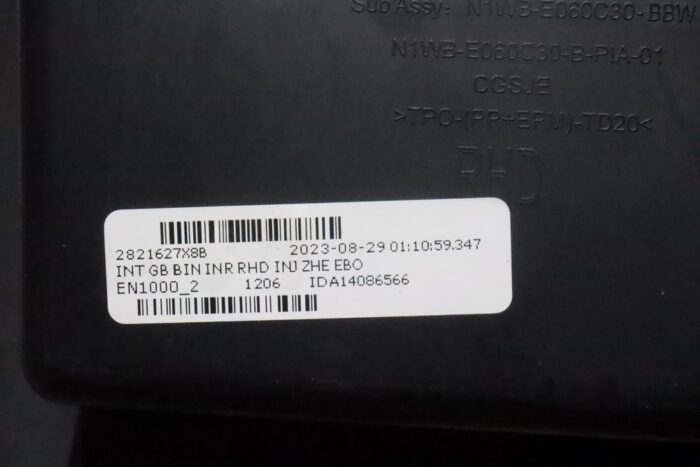 Sub Assy: N1WB-E060C30-BBW
N1WB-E060C30-B-PIA-01
CGSJE
>TPO-(PP+EPM)-TD20<
RHD
2821627X8B 2023-08-29 01:10:59.347
INT GB BIN INR RHD INJ ZHE EBO
EN1000_2 1206 IDA14086566